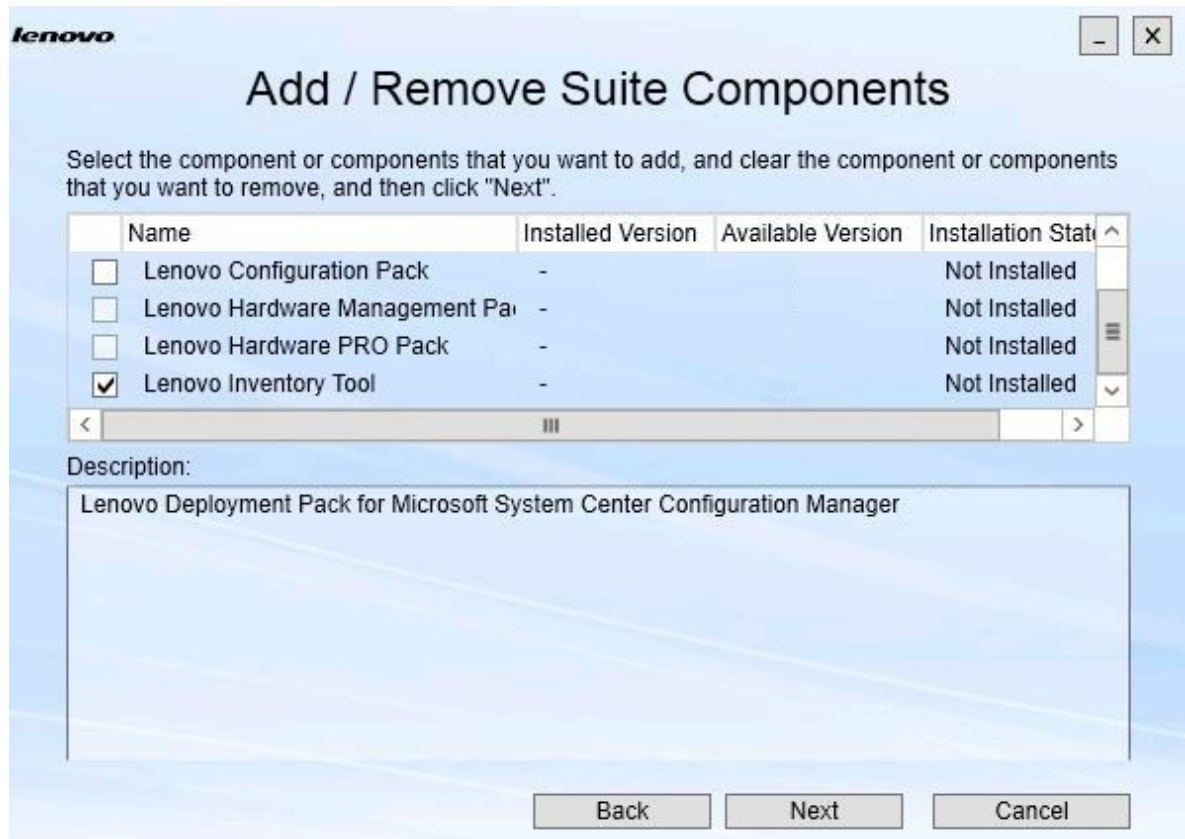 lenovo
Add / Remove Suite Components
Select the component or components that you want to add, and clear the component or components
that you want to remove, and then click "Next".
Name Installed Version Available Version Installation State
Lenovo Configuration Pack - Not Installed
Lenovo Hardware Management Pa - Not Installed
Lenovo Hardware PRO Pack - Not Installed
Lenovo Inventory Tool - Not Installed
Description:
Lenovo Deployment Pack for Microsoft System Center Configuration Manager
Back Next Cancel